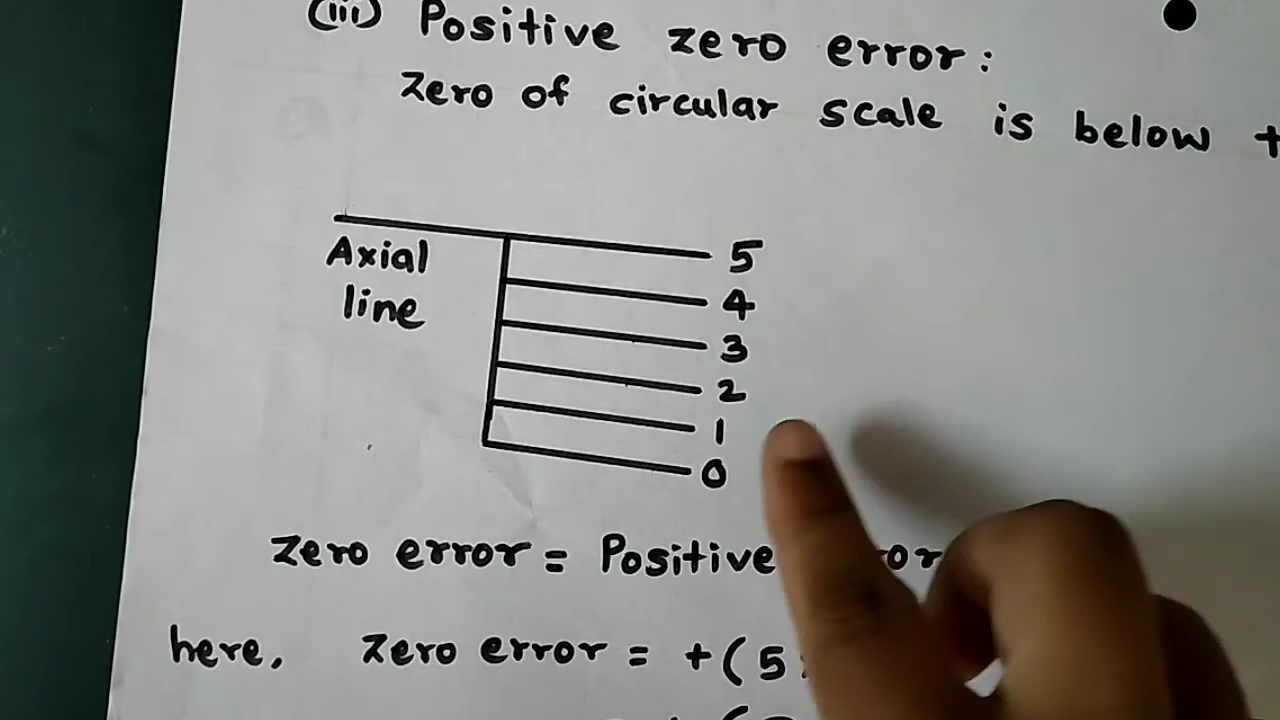 (iii) Positive zero error:
Zero of circular scale is below
5
Axial
line
4
3
2
1
0
Zero error = Positive
here, Zero error = +(5